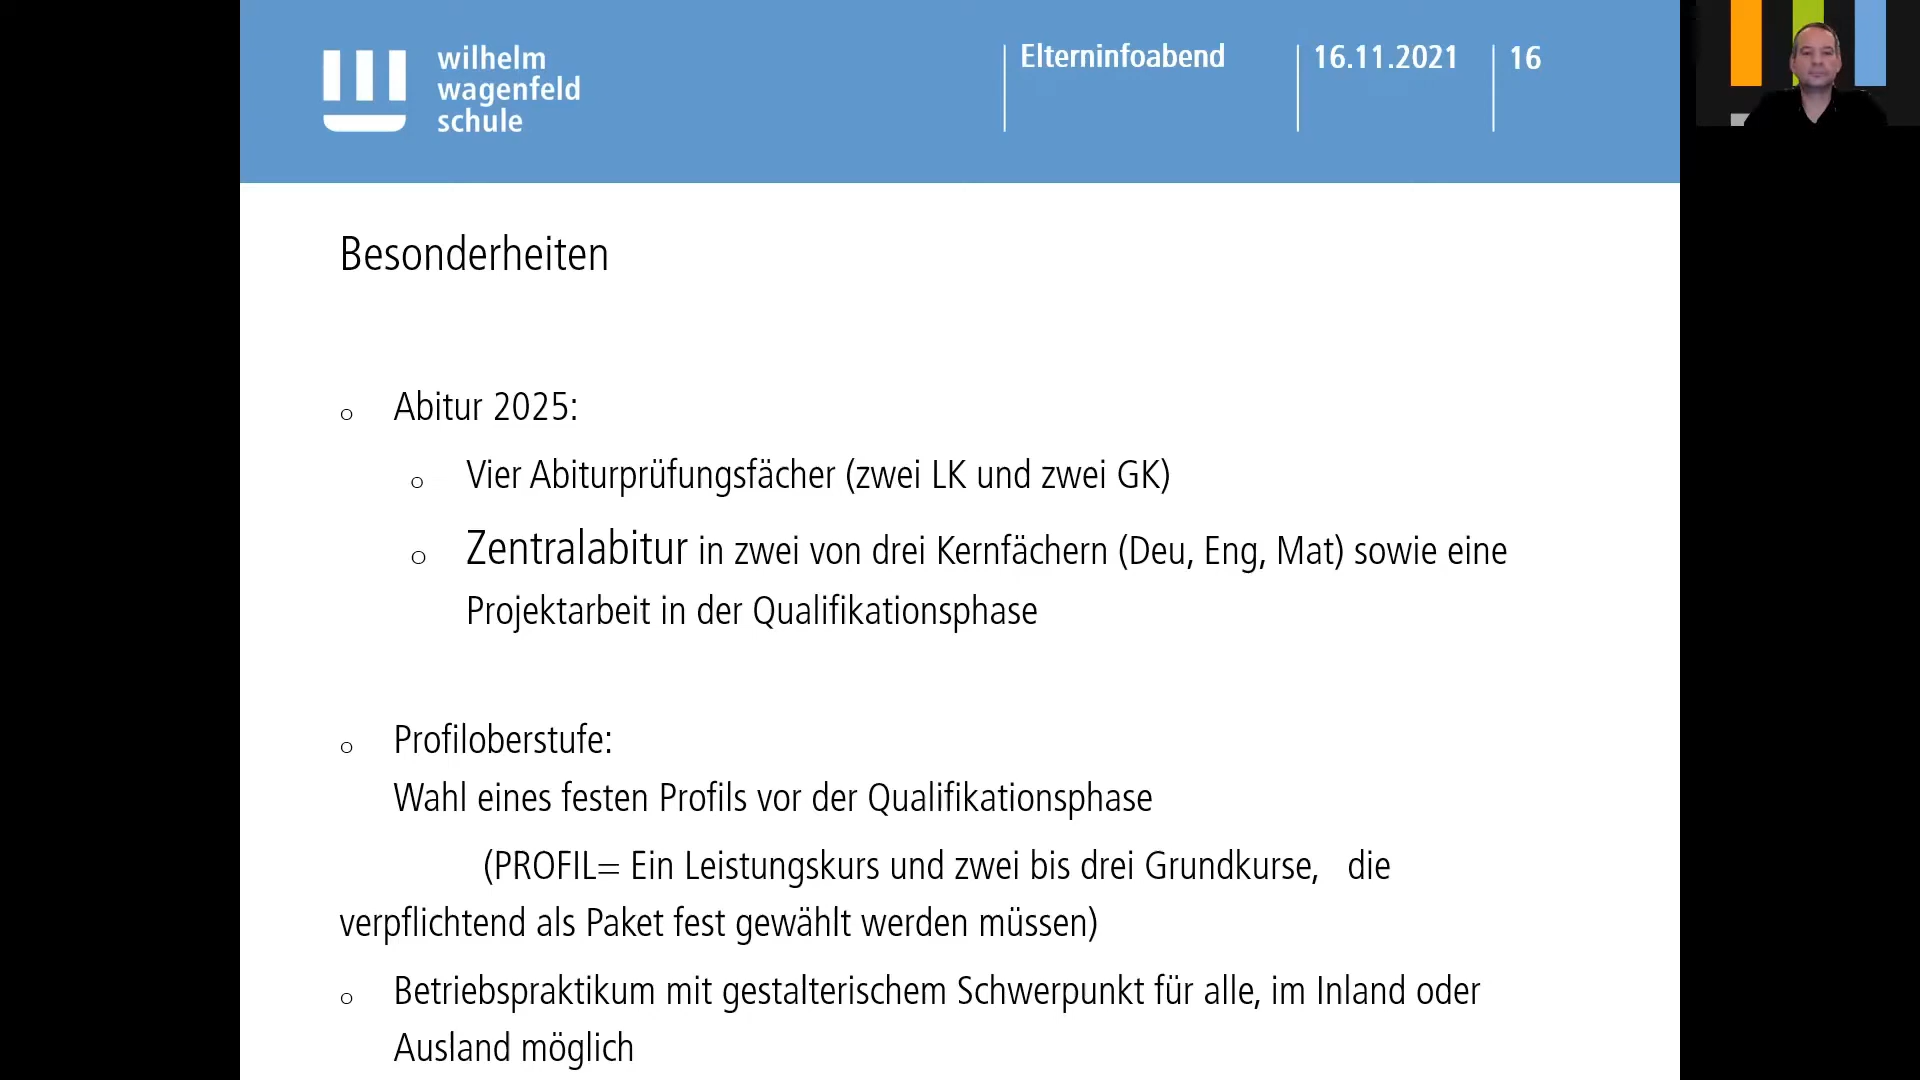 wilhelm
wagenfeld
schule
Elterninfoabend
16.11.2021
16
Besonderheiten
o Abitur 2025:
o Vier Abiturprüfungsfächer (zwei LK und zwei GK)
o Zentralabitur in zwei von drei Kernfächern (Deu, Eng, Mat) sowie eine
Projektarbeit in der Qualifikationsphase
o Profiloberstufe:
Wahl eines festen Profils vor der Qualifikationsphase
(PROFIL= Ein Leistungskurs und zwei bis drei Grundkurse, die
verpflichtend als Paket fest gewählt werden müssen)
o Betriebspraktikum mit gestalterischem Schwerpunkt für alle, im Inland oder
Ausland möglich